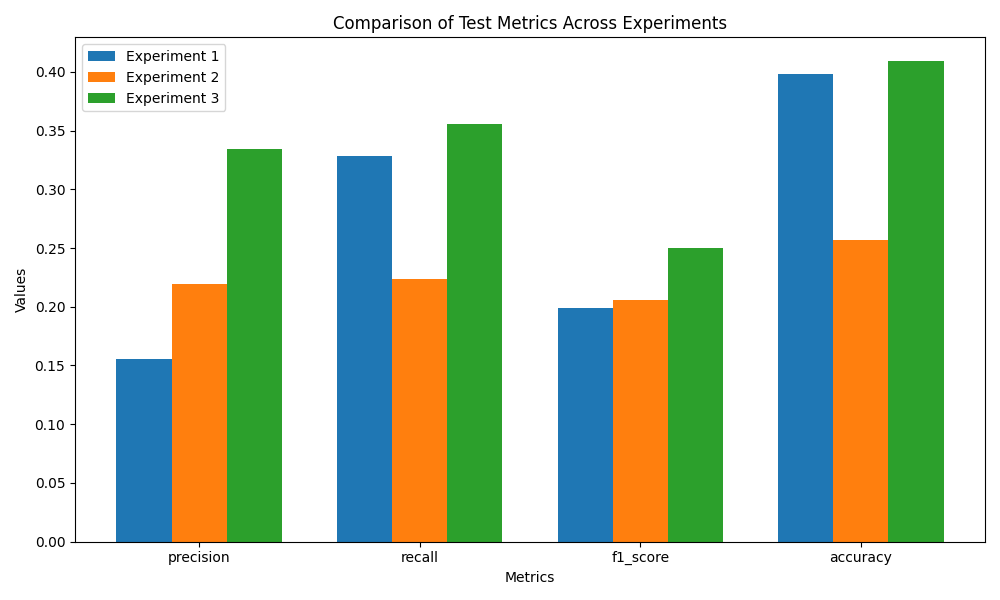 Comparison of Test Metrics Across Experiments
Experiment 1
Experiment 2
Experiment 3
Values
0.40
0.35
0.30
0.25
0.20
0.15
0.10
0.05
0.00
precision recall f1_score accuracy
Metrics